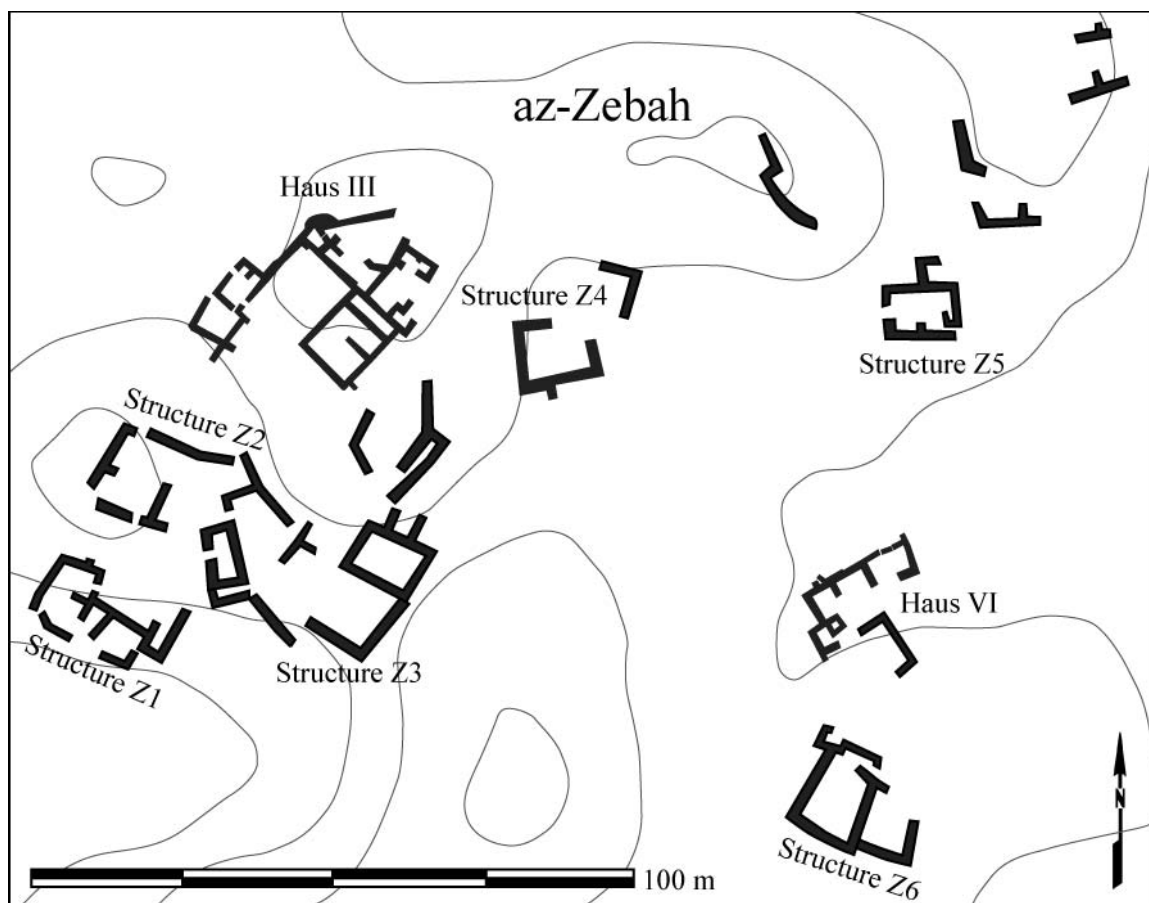 az-Zebah
Haus III
Structure Z4
Structure Z5
Structure Z2
Haus VI
Structure Z1
Structure Z3
Structure Z6
100 m
N